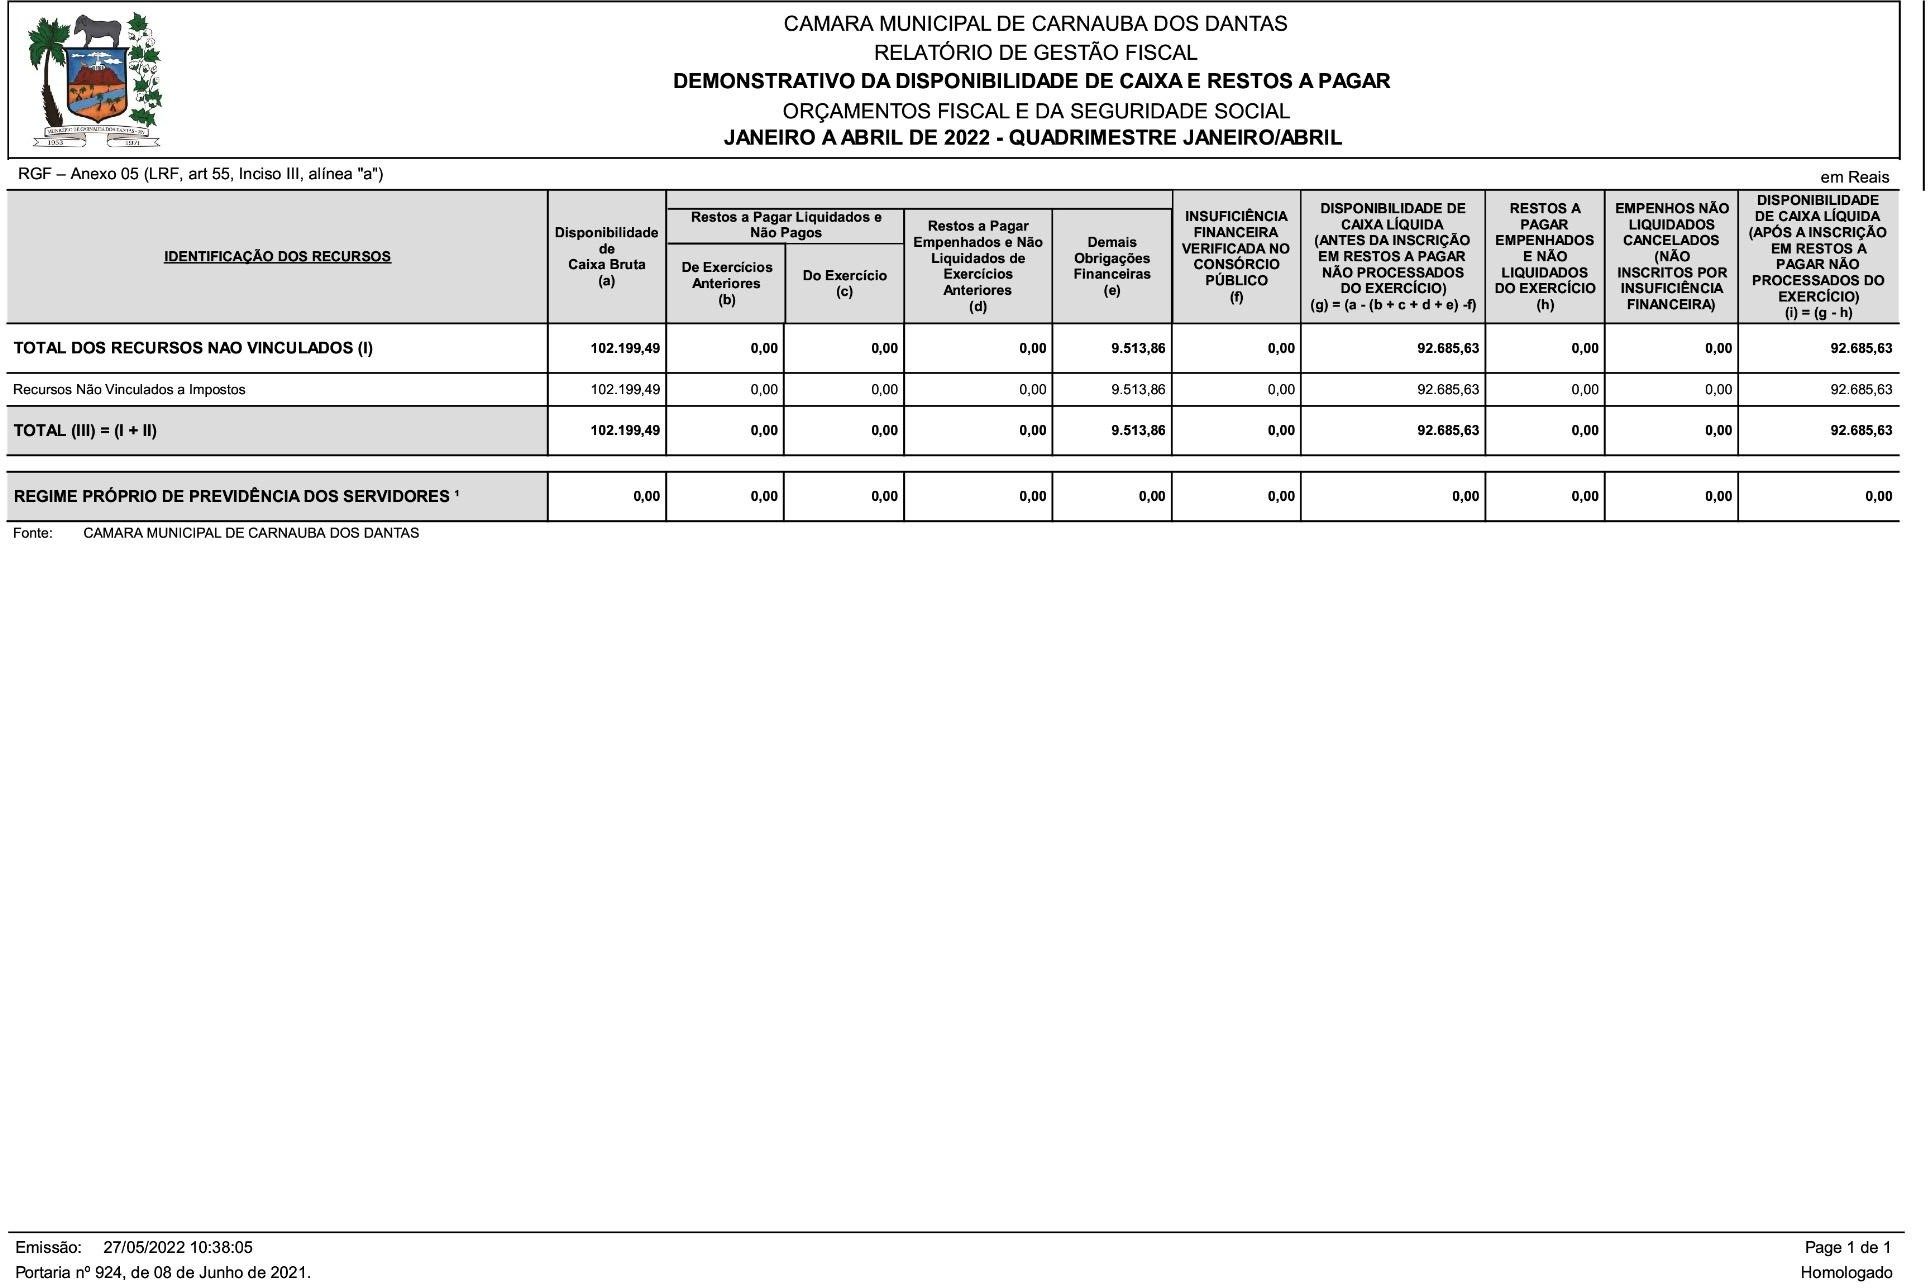 CAMARA MUNICIPAL DE CARNAUBA DOS DANTAS
RELATÓRIO DE GESTÃO FISCAL
DEMONSTRATIVO DA DISPONIBILIDADE DE CAIXA E RESTOS A PAGAR
ORÇAMENTOS FISCAL E DA SEGURIDADE SOCIAL
JANEIRO A ABRIL DE 2022 - QUADRIMESTRE JANEIRO/ABRIL
MUNICÍPIO DE CARNAÚBA DOS DANTAS - RN
1953
RGF – Anexo 05 (LRF, art 55, Inciso III, alínea "a")
em Reais
IDENTIFICAÇÃO DOS RECURSOS
Disponibilidade
de
Caixa Bruta
(a)
Restos a Pagar Liquidados e
Não Pagos
De Exercícios
Anteriores
(b)
Do Exercício
(c)
Restos a Pagar
Empenhados e Não
Liquidados de
Exercícios
Anteriores
(d)
Demais
Obrigações
Financeiras
(e)
INSUFICIÊNCIA
FINANCEIRA
VERIFICADA NO
CONSÓRCIO
PÚBLICO
(f)
DISPONIBILIDADE DE
CAIXA LÍQUIDA
(ANTES DA INSCRIÇÃO
EM RESTOS A PAGAR
NÃO PROCESSADOS
DO EXERCÍCIO)
(g) = (a - (b + c + d + e) -f)
RESTOS A
PAGAR
EMPENHADOS
E NÃO
LIQUIDADOS
DO EXERCÍCIO
(h)
EMPENHOS NÃO
LIQUIDADOS
CANCELADOS
(NÃO
INSCRITOS POR
INSUFICIÊNCIA
FINANCEIRA)
DISPONIBILIDADE
DE CAIXA LÍQUIDA
(APÓS A INSCRIÇÃO
EM RESTOS A
PAGAR NÃO
PROCESSADOS DO
EXERCÍCIO)
(i) = (g - h)
TOTAL DOS RECURSOS NAO VINCULADOS (I) 102.199,49 0,00 0,00 0,00 9.513,86 0,00 92.685,63 0,00 0,00 92.685,63
Recursos Não Vinculados a Impostos 102.199,49 0,00 0,00 0,00 9.513,86 0,00 92.685,63 0,00 0,00 92.685,63
TOTAL (III) = (I + II) 102.199,49 0,00 0,00 0,00 9.513,86 0,00 92.685,63 0,00 0,00 92.685,63
REGIME PRÓPRIO DE PREVIDÊNCIA DOS SERVIDORES ¹ 0,00 0,00 0,00 0,00 0,00 0,00 0,00 0,00 0,00 0,00
Fonte: CAMARA MUNICIPAL DE CARNAUBA DOS DANTAS
Emissão: 27/05/2022 10:38:05
Page 1 de 1
Portaria nº 924, de 08 de Junho de 2021.
Homologado